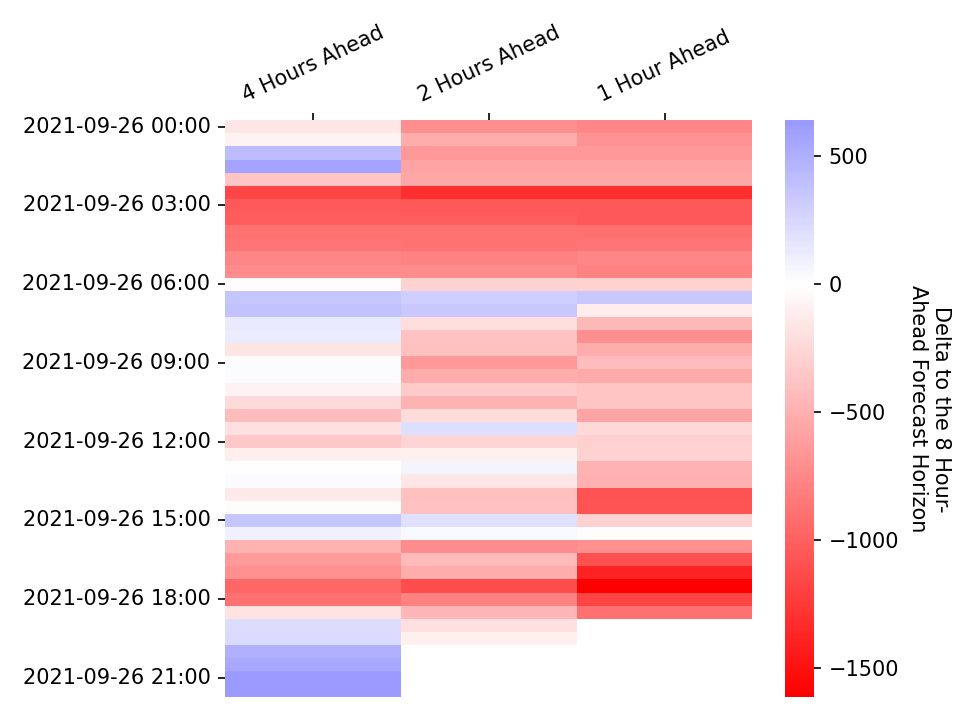 4 Hours Ahead
2 Hours Ahead
1 Hour Ahead
2021-09-26 00:00
2021-09-26 03:00
2021-09-26 06:00
2021-09-26 09:00
2021-09-26 12:00
2021-09-26 15:00
2021-09-26 18:00
2021-09-26 21:00
500
0
−500
−1000
−1500
Delta to the 8 Hour-
Ahead Forecast Horizon